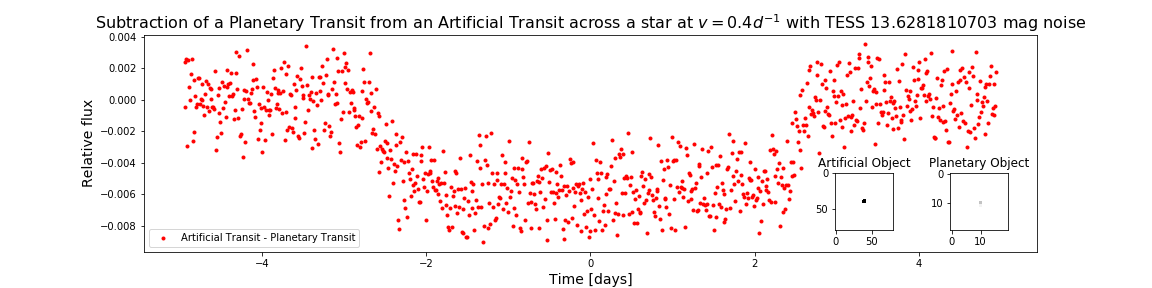 Subtraction of a Planetary Transit from an Artificial Transit across a star at v = 0.4d⁻¹ with TESS 13.6281810703 mag noise
Relative flux
0.004
0.002
0.000
−0.002
−0.004
−0.006
−0.008
Artificial Transit - Planetary Transit
Artificial Object
0
50
0 50
Planetary Object
0
10
0 10
−4 −2 0 2 4
Time [days]